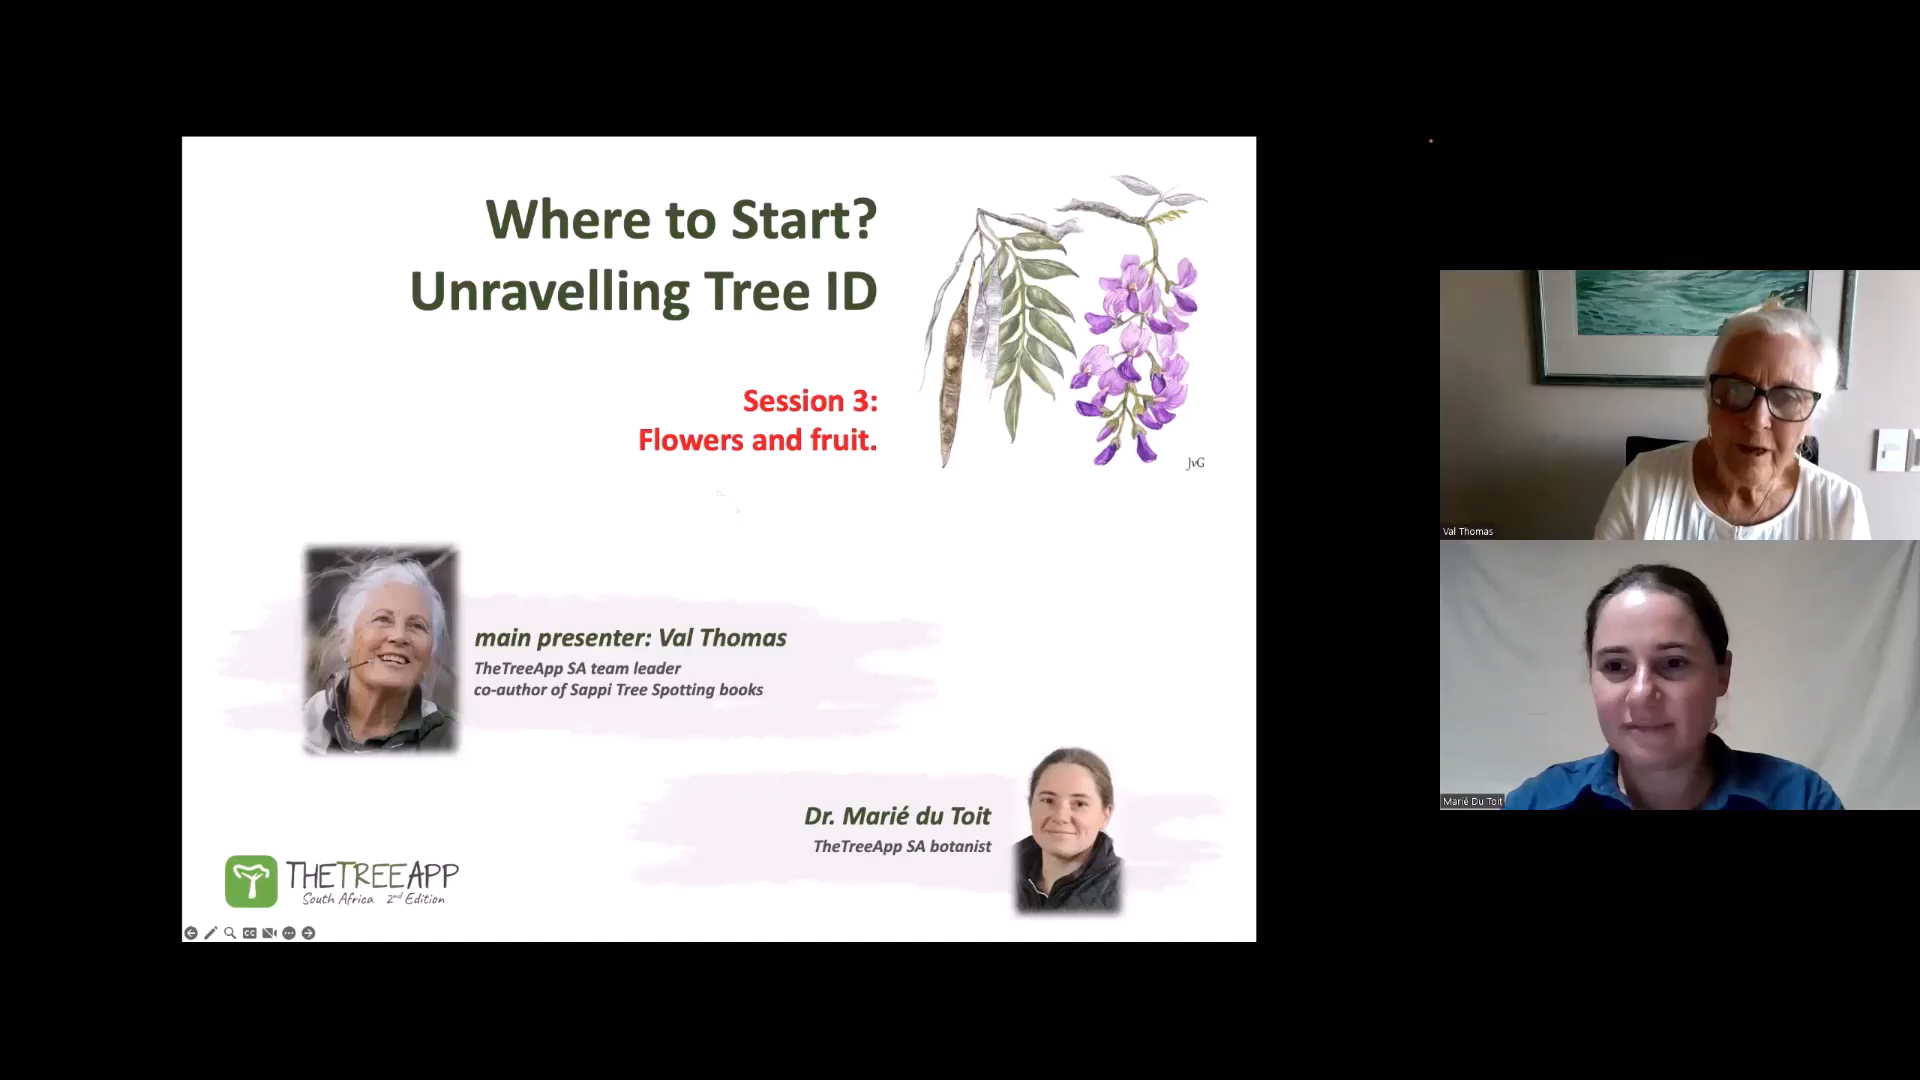 Where to Start?
Unravelling Tree ID
Session 3:
Flowers and fruit.
JvG
main presenter: Val Thomas
TheTreeApp SA team leader
co-author of Sappi Tree Spotting books
Dr. Marié du Toit
TheTreeApp SA botanist
THETREEAPP
South Africa 2nd Edition
CC
Val Thomas
Marié Du Toit